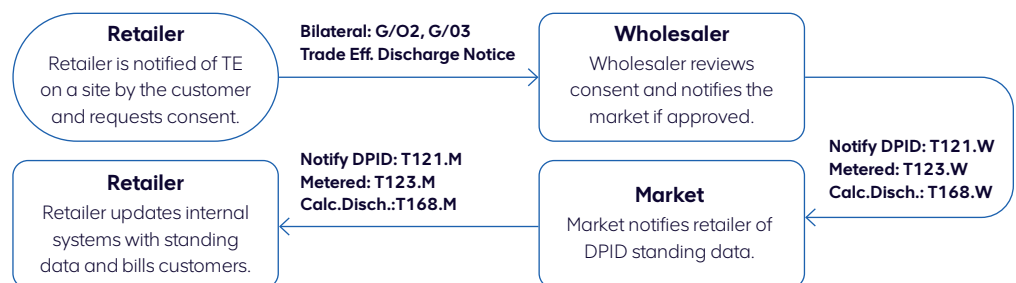 Retailer
Retailer is notified of TE
on a site by the customer
and requests consent.
Bilateral: G/O2, G/03
Trade Eff. Discharge Notice
Wholesaler
Wholesaler reviews
consent and notifies the
market if approved.
Notify DPID: T121.W
Metered: T123.W
Calc.Disch.: T168.W
Market
Market notifies retailer of
DPID standing data.
Notify DPID: T121.M
Metered: T123.M
Calc.Disch.:T168.M
Retailer
Retailer updates internal
systems with standing
data and bills customers.